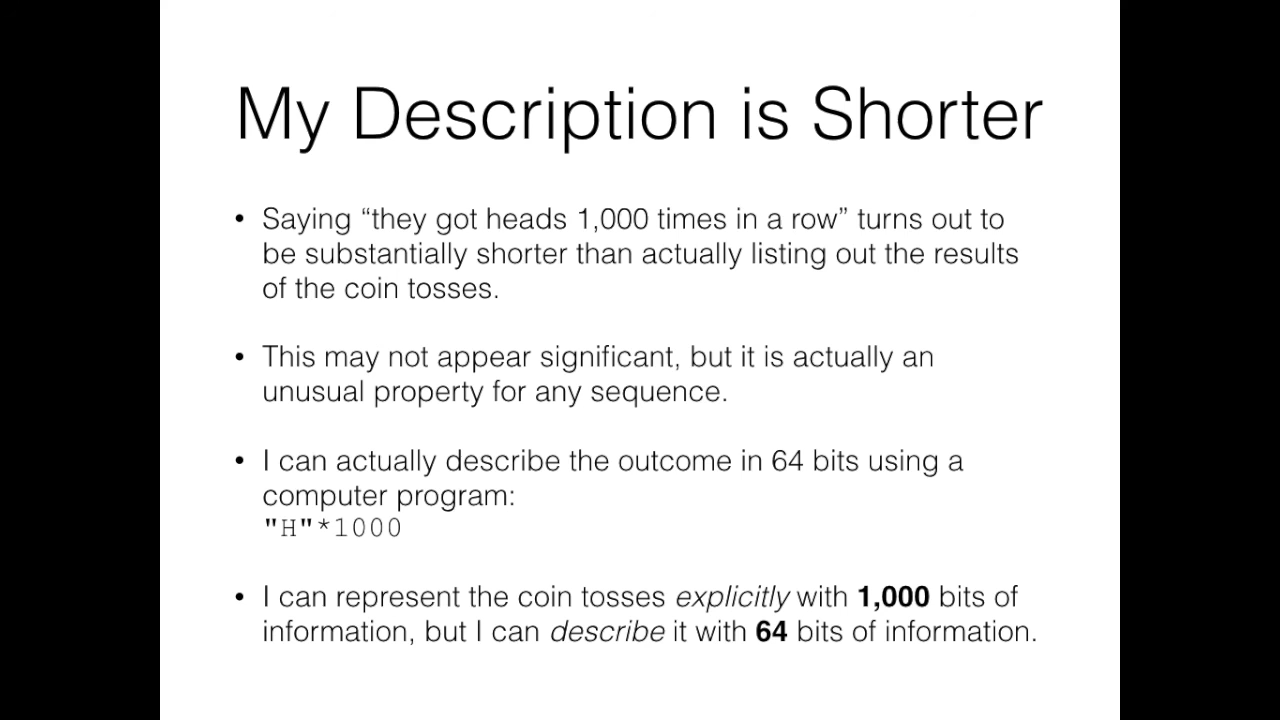 My Description is Shorter
• Saying “they got heads 1,000 times in a row” turns out to
be substantially shorter than actually listing out the results
of the coin tosses.
• This may not appear significant, but it is actually an
unusual property for any sequence.
• I can actually describe the outcome in 64 bits using a
computer program:
"H"*1000
• I can represent the coin tosses explicitly with 1,000 bits of
information, but I can describe it with 64 bits of information.